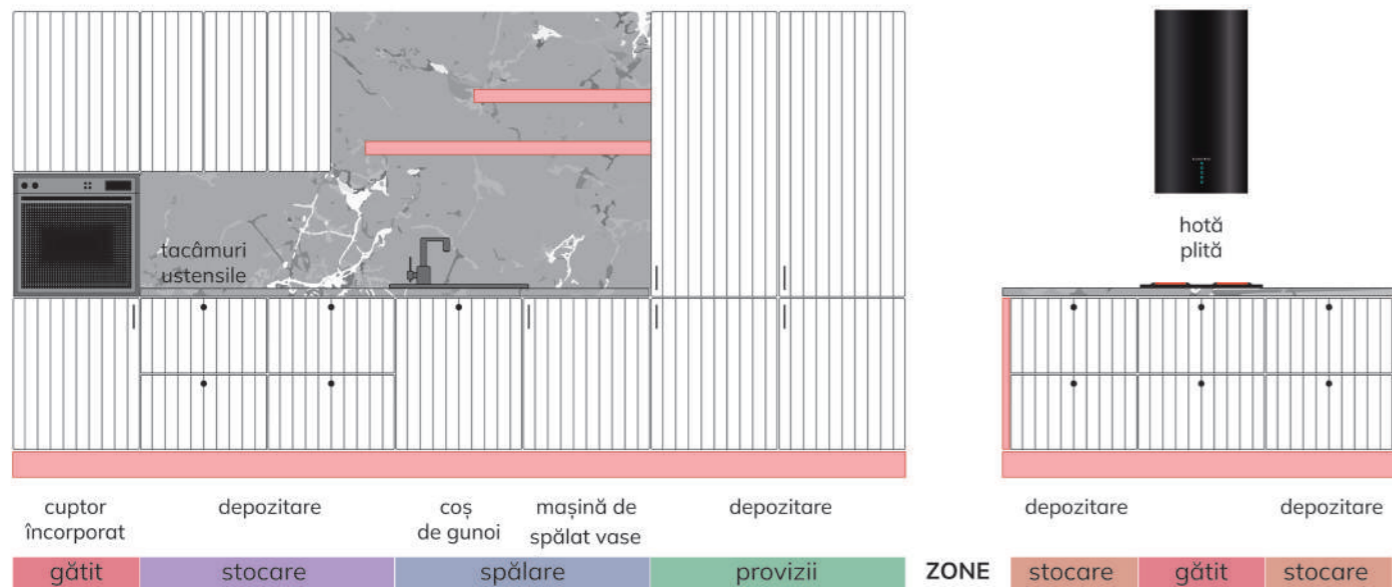 tacâmuri
ustensile
hotă
plită
cuptor
încorporat
depozitare
coș
de gunoi
mașină de
spălat vase
depozitare
depozitare
depozitare
gătit
stocare
spălare
provizii
ZONE
stocare
gătit
stocare